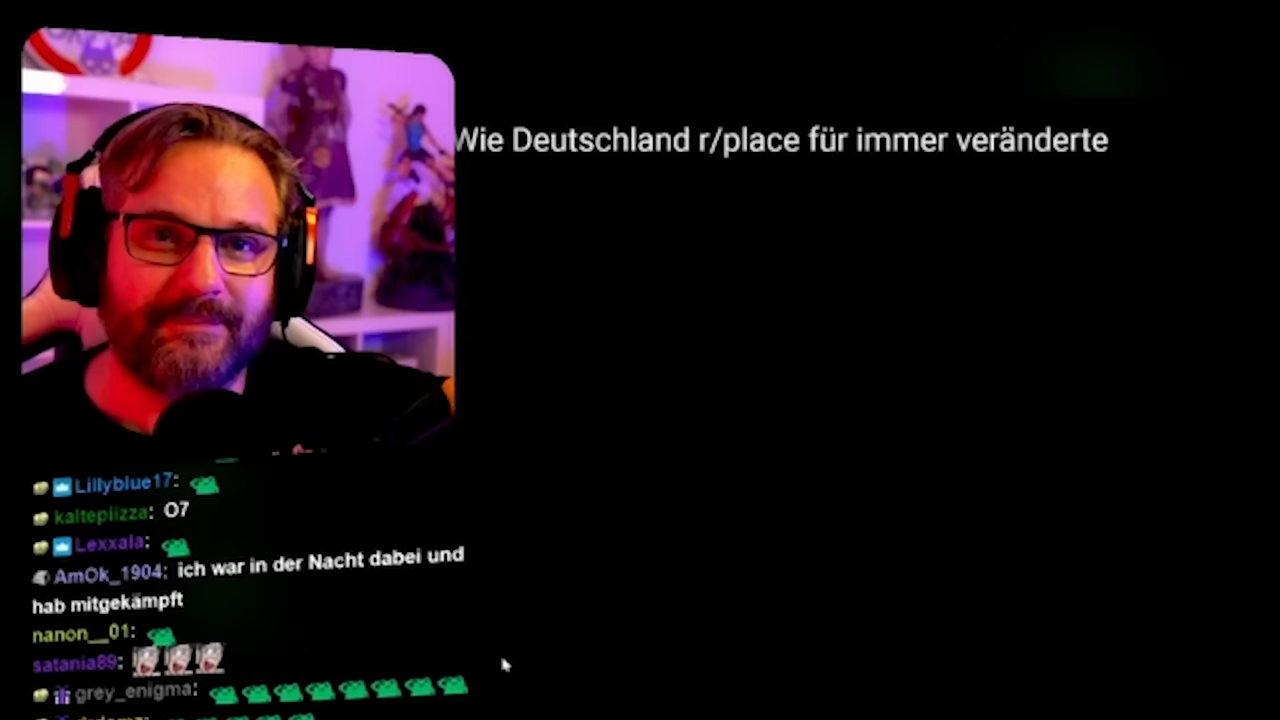 Wie Deutschland r/place für immer veränderte
Lillyblue17:
kaltepiizza: O7
Lexxala:
AmOk_1904: ich war in der Nacht dabei und
hab mitgekämpft
nanon__01:
satania89:
grey_enigma: